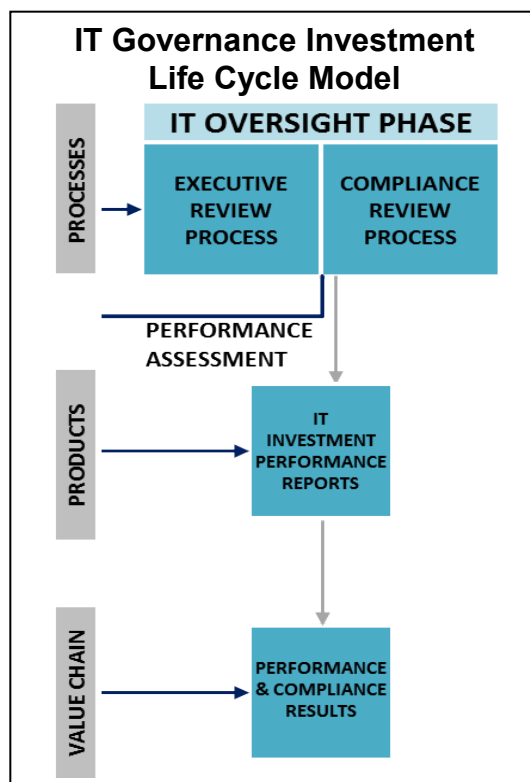 IT Governance Investment
Life Cycle Model
IT OVERSIGHT PHASE
PROCESSES
EXECUTIVE
REVIEW
PROCESS
COMPLIANCE
REVIEW
PROCESS
PERFORMANCE
ASSESSMENT
PRODUCTS
IT
INVESTMENT
PERFORMANCE
REPORTS
VALUE CHAIN
PERFORMANCE
& COMPLIANCE
RESULTS